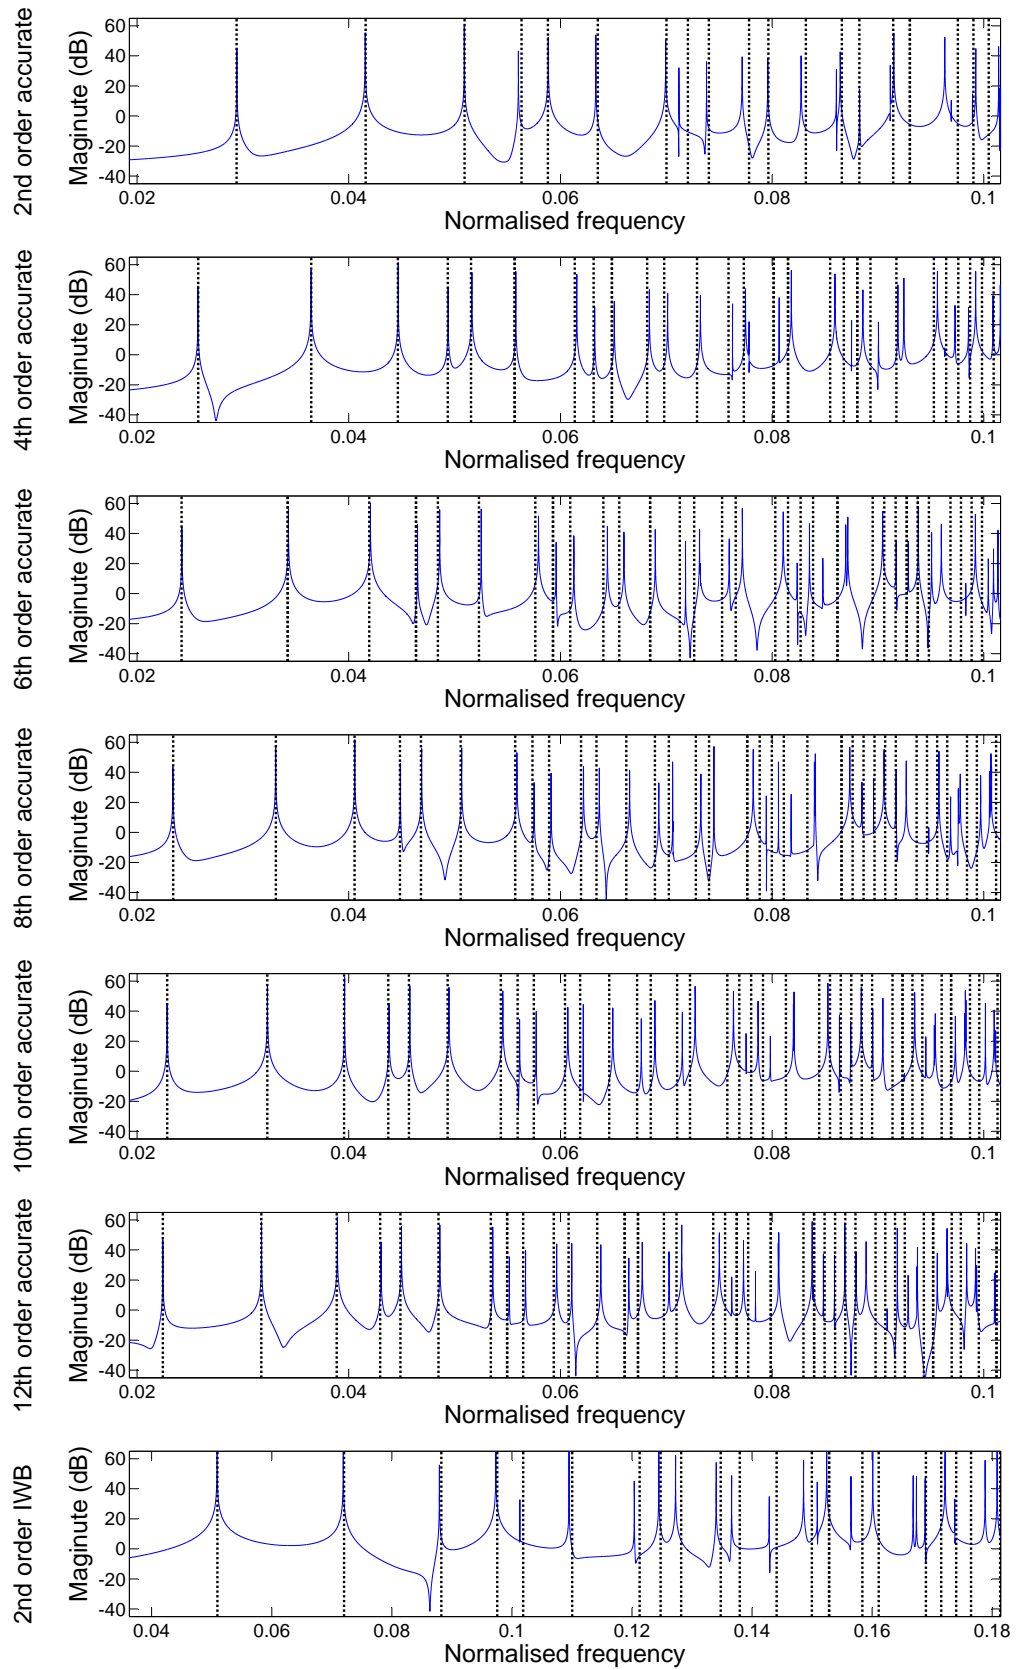 2nd order accurate
Maginute (dB)
60
40
20
0
-20
-40
0.02 0.04 0.06 0.08 0.1
Normalised frequency
4th order accurate
Maginute (dB)
60
40
20
0
-20
-40
0.02 0.04 0.06 0.08 0.1
Normalised frequency
6th order accurate
Maginute (dB)
60
40
20
0
-20
-40
0.02 0.04 0.06 0.08 0.1
Normalised frequency
8th order accurate
Maginute (dB)
60
40
20
0
-20
-40
0.02 0.04 0.06 0.08 0.1
Normalised frequency
10th order accurate
Maginute (dB)
60
40
20
0
-20
-40
0.02 0.04 0.06 0.08 0.1
Normalised frequency
12th order accurate
Maginute (dB)
60
40
20
0
-20
-40
0.02 0.04 0.06 0.08 0.1
Normalised frequency
2nd order IWB
Maginute (dB)
60
40
20
0
-20
-40
0.04 0.06 0.08 0.1 0.12 0.14 0.16 0.18
Normalised frequency